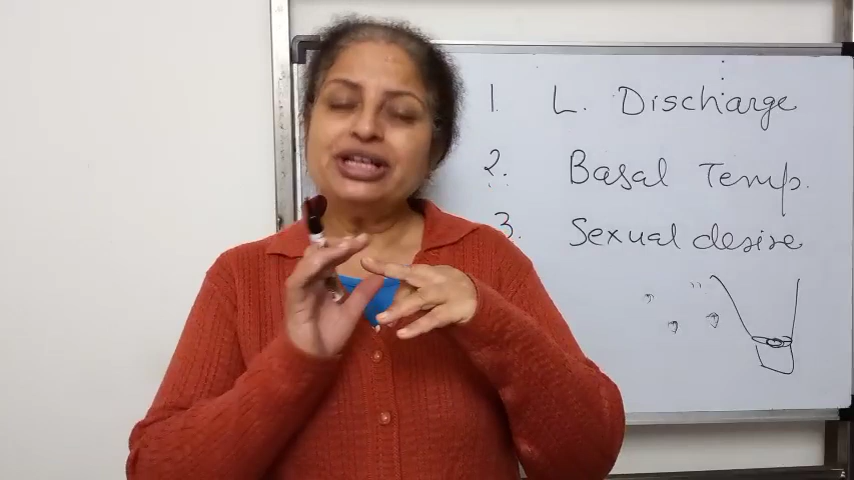 1. L. Discharge
2. Basal Temp.
3. Sexual desire